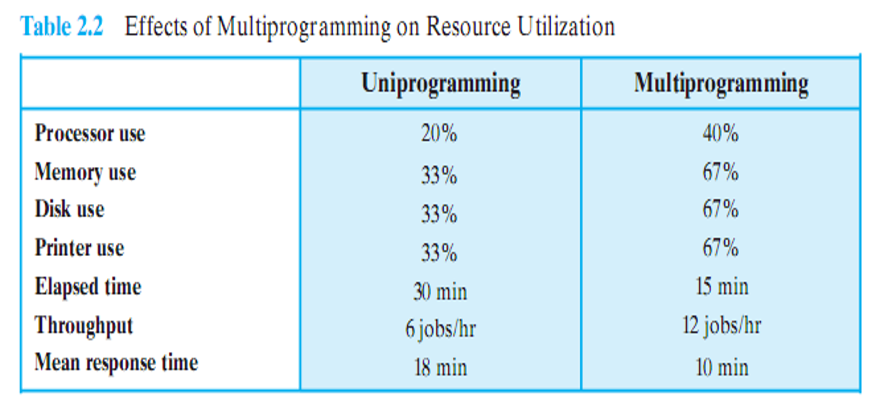 Table 2.2 Effects of Multiprogramming on Resource Utilization
Uniprogramming Multiprogramming
Processor use 20% 40%
Memory use 33% 67%
Disk use 33% 67%
Printer use 33% 67%
Elapsed time 30 min 15 min
Throughput 6 jobs/hr 12 jobs/hr
Mean response time 18 min 10 min